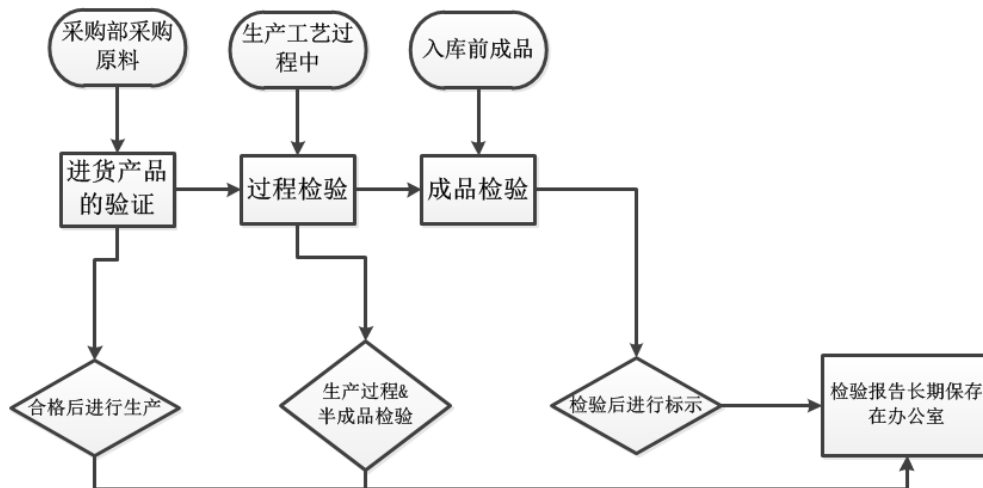 采购部采购
原料
生产工艺过
程中
入库前成品
进货产品
的验证
过程检验
成品检验
合格后进行生产
生产过程&
半成品检验
检验后进行标示
检验报告长期保存
在办公室